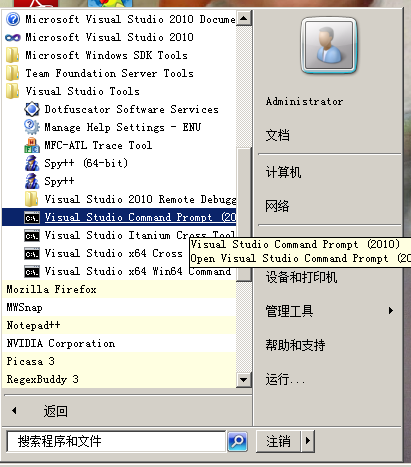 Microsoft Visual Studio 2010 Docume
Microsoft Visual Studio 2010
Microsoft Windows SDK Tools
Team Foundation Server Tools
Visual Studio Tools
Dotfuscator Software Services
Manage Help Settings - ENU
MFC-ATL Trace Tool
Spy++ (64-bit)
Spy++
Visual Studio 2010 Remote Debugg
Visual Studio Command Prompt (20
Visual Studio Itanium Cross Tool
Visual Studio x64 Cross
Visual Studio x64 Win64 Command
Mozilla Firefox
MWSnap
Notepad++
NVIDIA Corporation
Picasa 3
RegexBuddy 3
返回
搜索程序和文件
Administrator
文档
计算机
网络
Visual Studio Command Prompt (2010)
Open Visual Studio Command Prompt (20
设备和打印机
管理工具
帮助和支持
运行...
注销